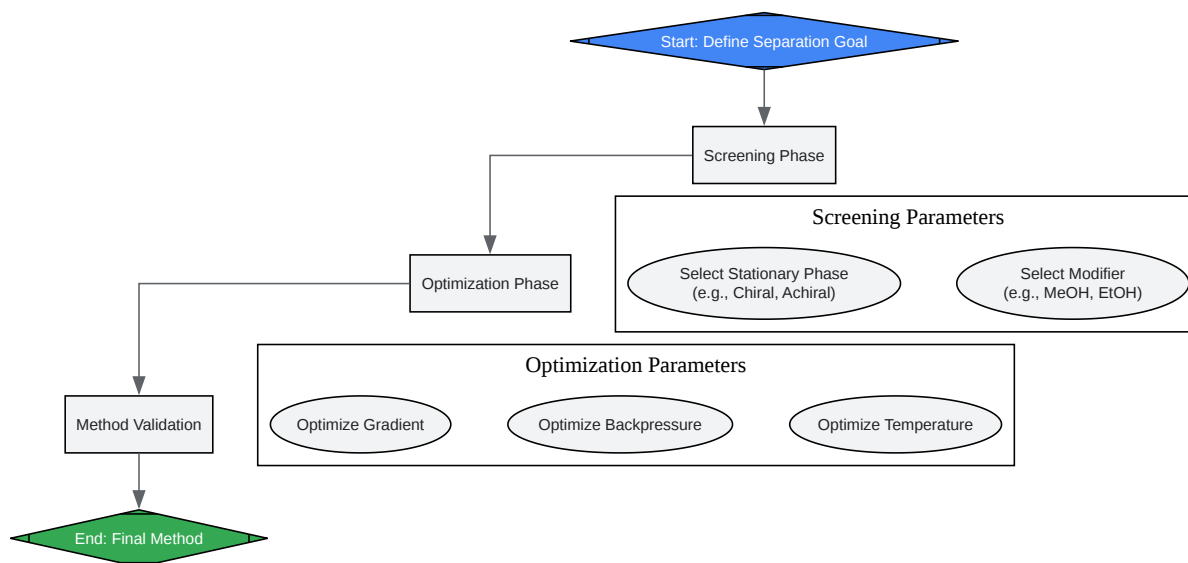 Start: Define Separation Goal
Screening Phase
Screening Parameters
Select Stationary Phase
(e.g., Chiral, Achiral)
Select Modifier
(e.g., MeOH, EtOH)
Optimization Phase
Optimization Parameters
Optimize Gradient
Optimize Backpressure
Optimize Temperature
Method Validation
End: Final Method